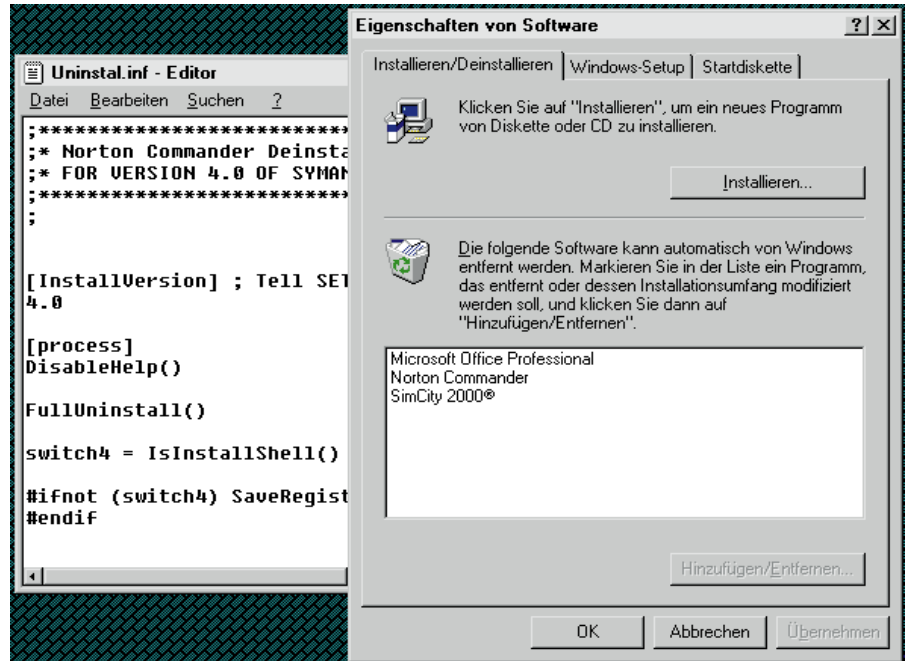 Uninstal.inf - Editor
Datei Bearbeiten Suchen ?
;**************************
;* Norton Commander Deinsta
;* FOR VERSION 4.0 OF SYMAN
;**************************
;
[InstallVersion] ; Tell SET
4.0
[process]
DisableHelp()
FullUninstall()
switch4 = IsInstallShell()
#ifnot (switch4) SaveRegist
#endif
Eigenschaften von Software
Installieren/Deinstallieren Windows-Setup Startdiskette
Klicken Sie auf "Installieren", um ein neues Programm
von Diskette oder CD zu installieren.
Installieren...
Die folgende Software kann automatisch von Windows
entfernt werden. Markieren Sie in der Liste ein Programm,
das entfernt oder dessen Installationsumfang modifiziert
werden soll, und klicken Sie dann auf
"Hinzufügen/Entfernen".
Microsoft Office Professional
Norton Commander
SimCity 2000®
Hinzufügen/Entfernen...
OK Abbrechen Übernehmen